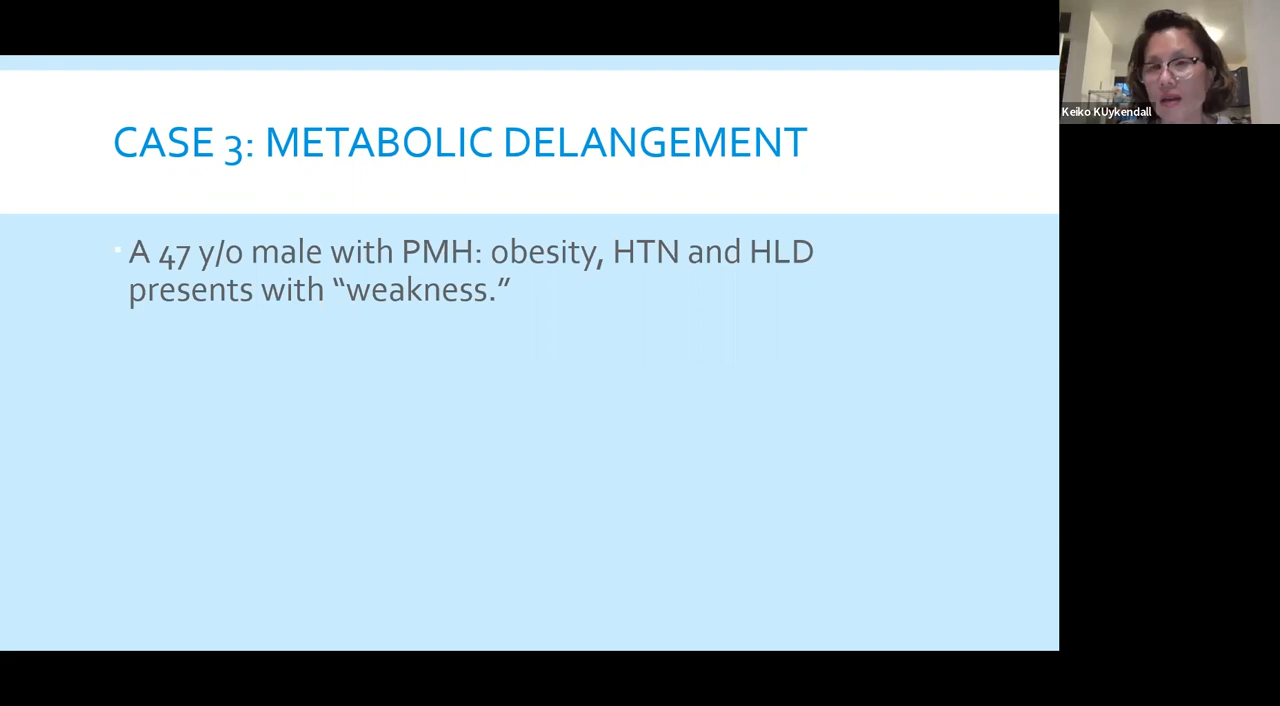 CASE 3: METABOLIC DELANGEMENT
A 47 y/o male with PMH: obesity, HTN and HLD
presents with “weakness.”
Keiko KUykendall